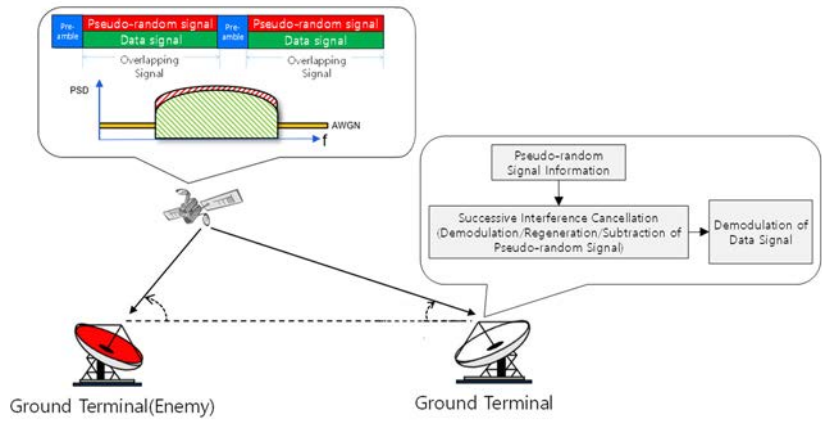 Pre-
amble
Pseudo-random signal
Data signal
Pre-
amble
Pseudo-random signal
Data signal
Overlapping
Signal
Overlapping
Signal
PSD
AWGN
f
Pseudo-random
Signal Information
Successive Interference Cancellation
(Demodulation/Regeneration/Subtraction of
Pseudo-random Signal)
Demodulation of
Data Signal
Ground Terminal(Enemy)
Ground Terminal